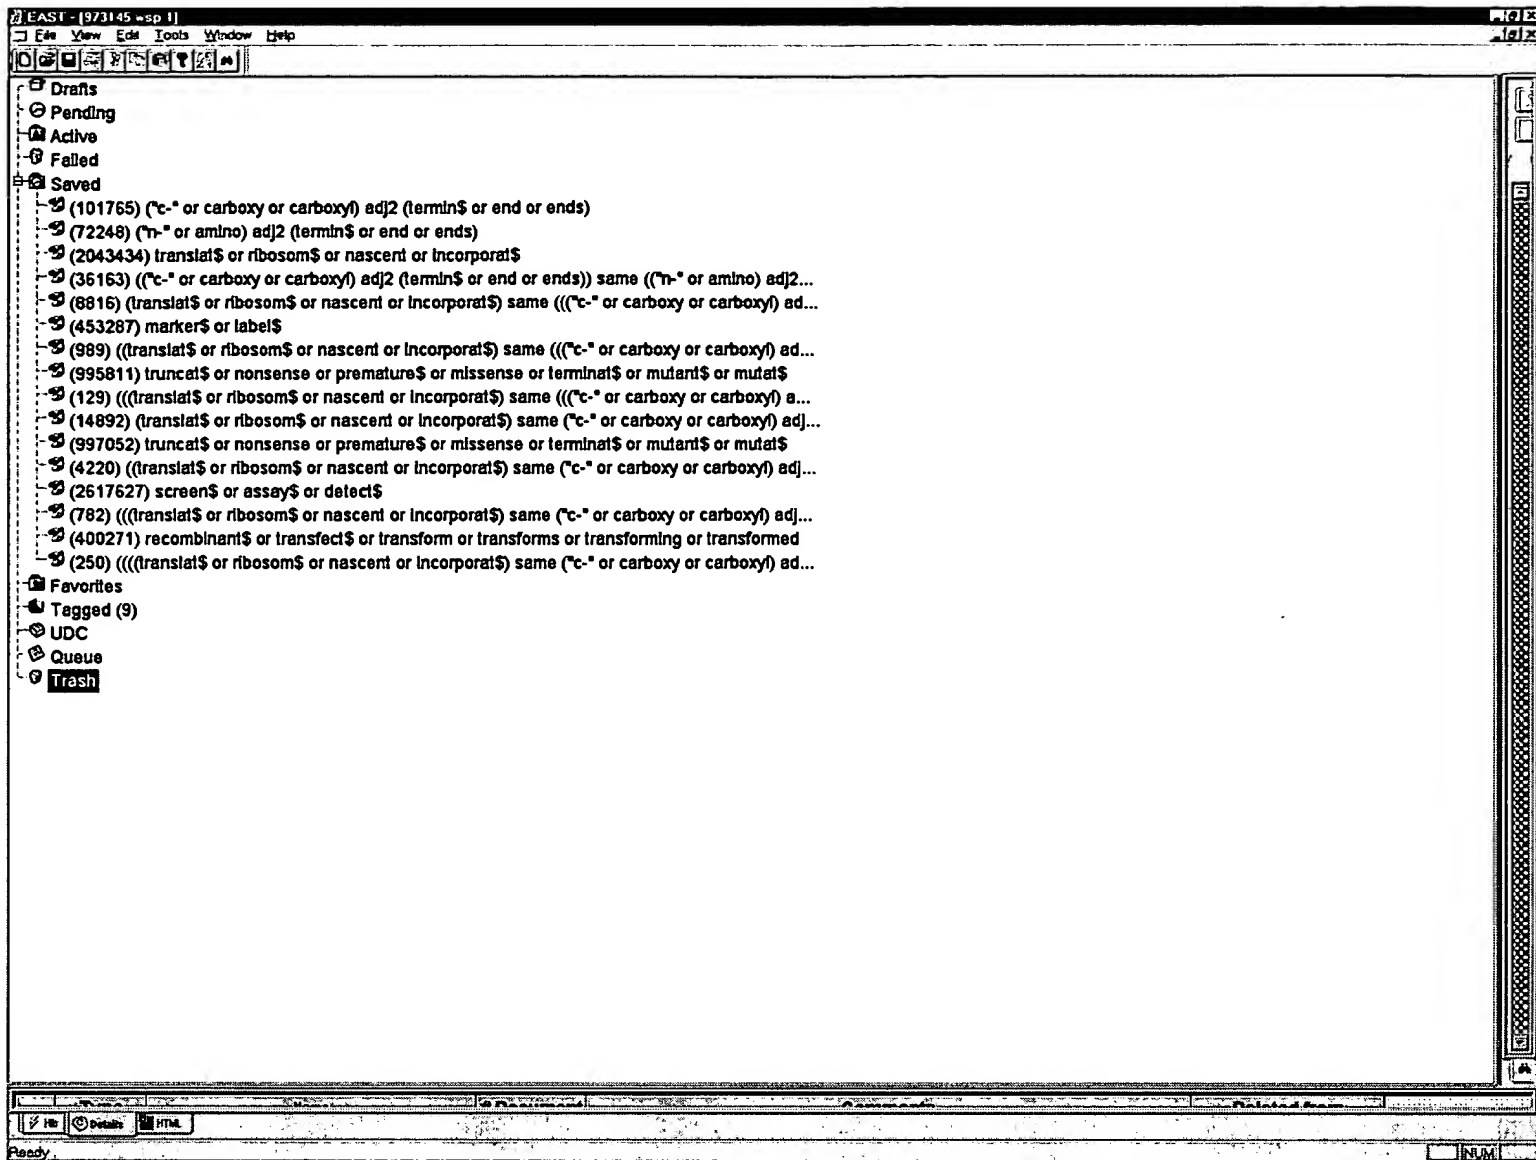 EAST - [973145 wsp 1]
File View Edit Tools Window Help
Drafts
Pending
Active
Failed
Saved
(101765) ("c-" or carboxy or carboxyl) adj2 (termin$ or end or ends)
(72248) ("n-" or amino) adj2 (termin$ or end or ends)
(2043434) translat$ or ribosom$ or nascent or incorporat$
(36163) (("c-" or carboxy or carboxyl) adj2 (termin$ or end or ends)) same (("n-" or amino) adj2...
(8816) (translat$ or ribosom$ or nascent or incorporat$) same ((("c-" or carboxy or carboxyl) ad...
(453287) marker$ or label$
(989) ((translat$ or ribosom$ or nascent or incorporat$) same ((("c-" or carboxy or carboxyl) ad...
(995811) truncat$ or nonsense or premature$ or missense or terminat$ or mutant$ or mutat$
(129) (((translat$ or ribosom$ or nascent or incorporat$) same ((("c-" or carboxy or carboxyl) a...
(14892) (translat$ or ribosom$ or nascent or incorporat$) same ("c-" or carboxy or carboxyl) adj...
(997052) truncat$ or nonsense or premature$ or missense or terminat$ or mutant$ or mutat$
(4220) ((translat$ or ribosom$ or nascent or incorporat$) same ("c-" or carboxy or carboxyl) adj...
(2617627) screen$ or assay$ or detect$
(782) (((translat$ or ribosom$ or nascent or incorporat$) same ("c-" or carboxy or carboxyl) adj...
(400271) recombinant$ or transfect$ or transform or transforms or transforming or transformed
(250) ((((translat$ or ribosom$ or nascent or incorporat$) same ("c-" or carboxy or carboxyl) ad...
Favorites
Tagged (9)
UDC
Queue
Trash
Details HTML
Ready NUM